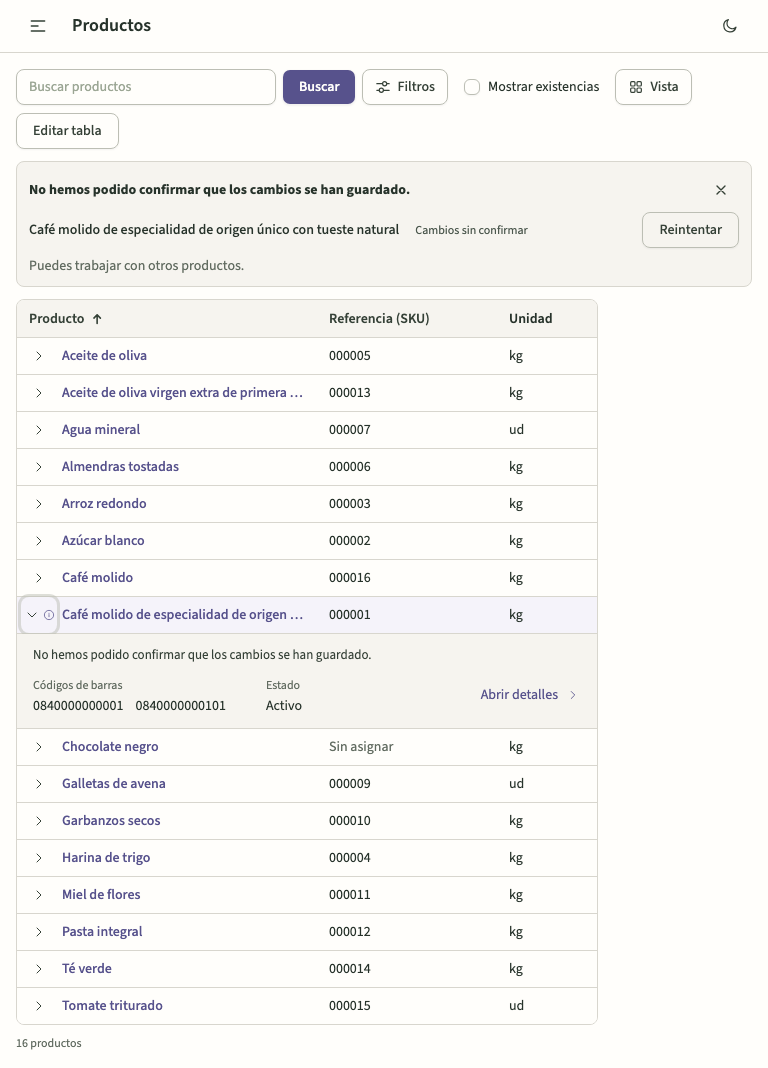 Productos
Buscar productos
Buscar
Filtros
Mostrar existencias
Vista
Editar tabla
No hemos podido confirmar que los cambios se han guardado.
Café molido de especialidad de origen único con tueste natural Cambios sin confirmar
Reintentar
Puedes trabajar con otros productos.
Producto Referencia (SKU) Unidad
Aceite de oliva 000005 kg
Aceite de oliva virgen extra de primera … 000013 kg
Agua mineral 000007 ud
Almendras tostadas 000006 kg
Arroz redondo 000003 kg
Azúcar blanco 000002 kg
Café molido 000016 kg
Café molido de especialidad de origen … 000001 kg
No hemos podido confirmar que los cambios se han guardado.
Códigos de barras Estado
0840000000001 0840000000101 Activo
Abrir detalles
Chocolate negro Sin asignar kg
Galletas de avena 000009 ud
Garbanzos secos 000010 kg
Harina de trigo 000004 kg
Miel de flores 000011 kg
Pasta integral 000012 kg
Té verde 000014 kg
Tomate triturado 000015 ud
16 productos